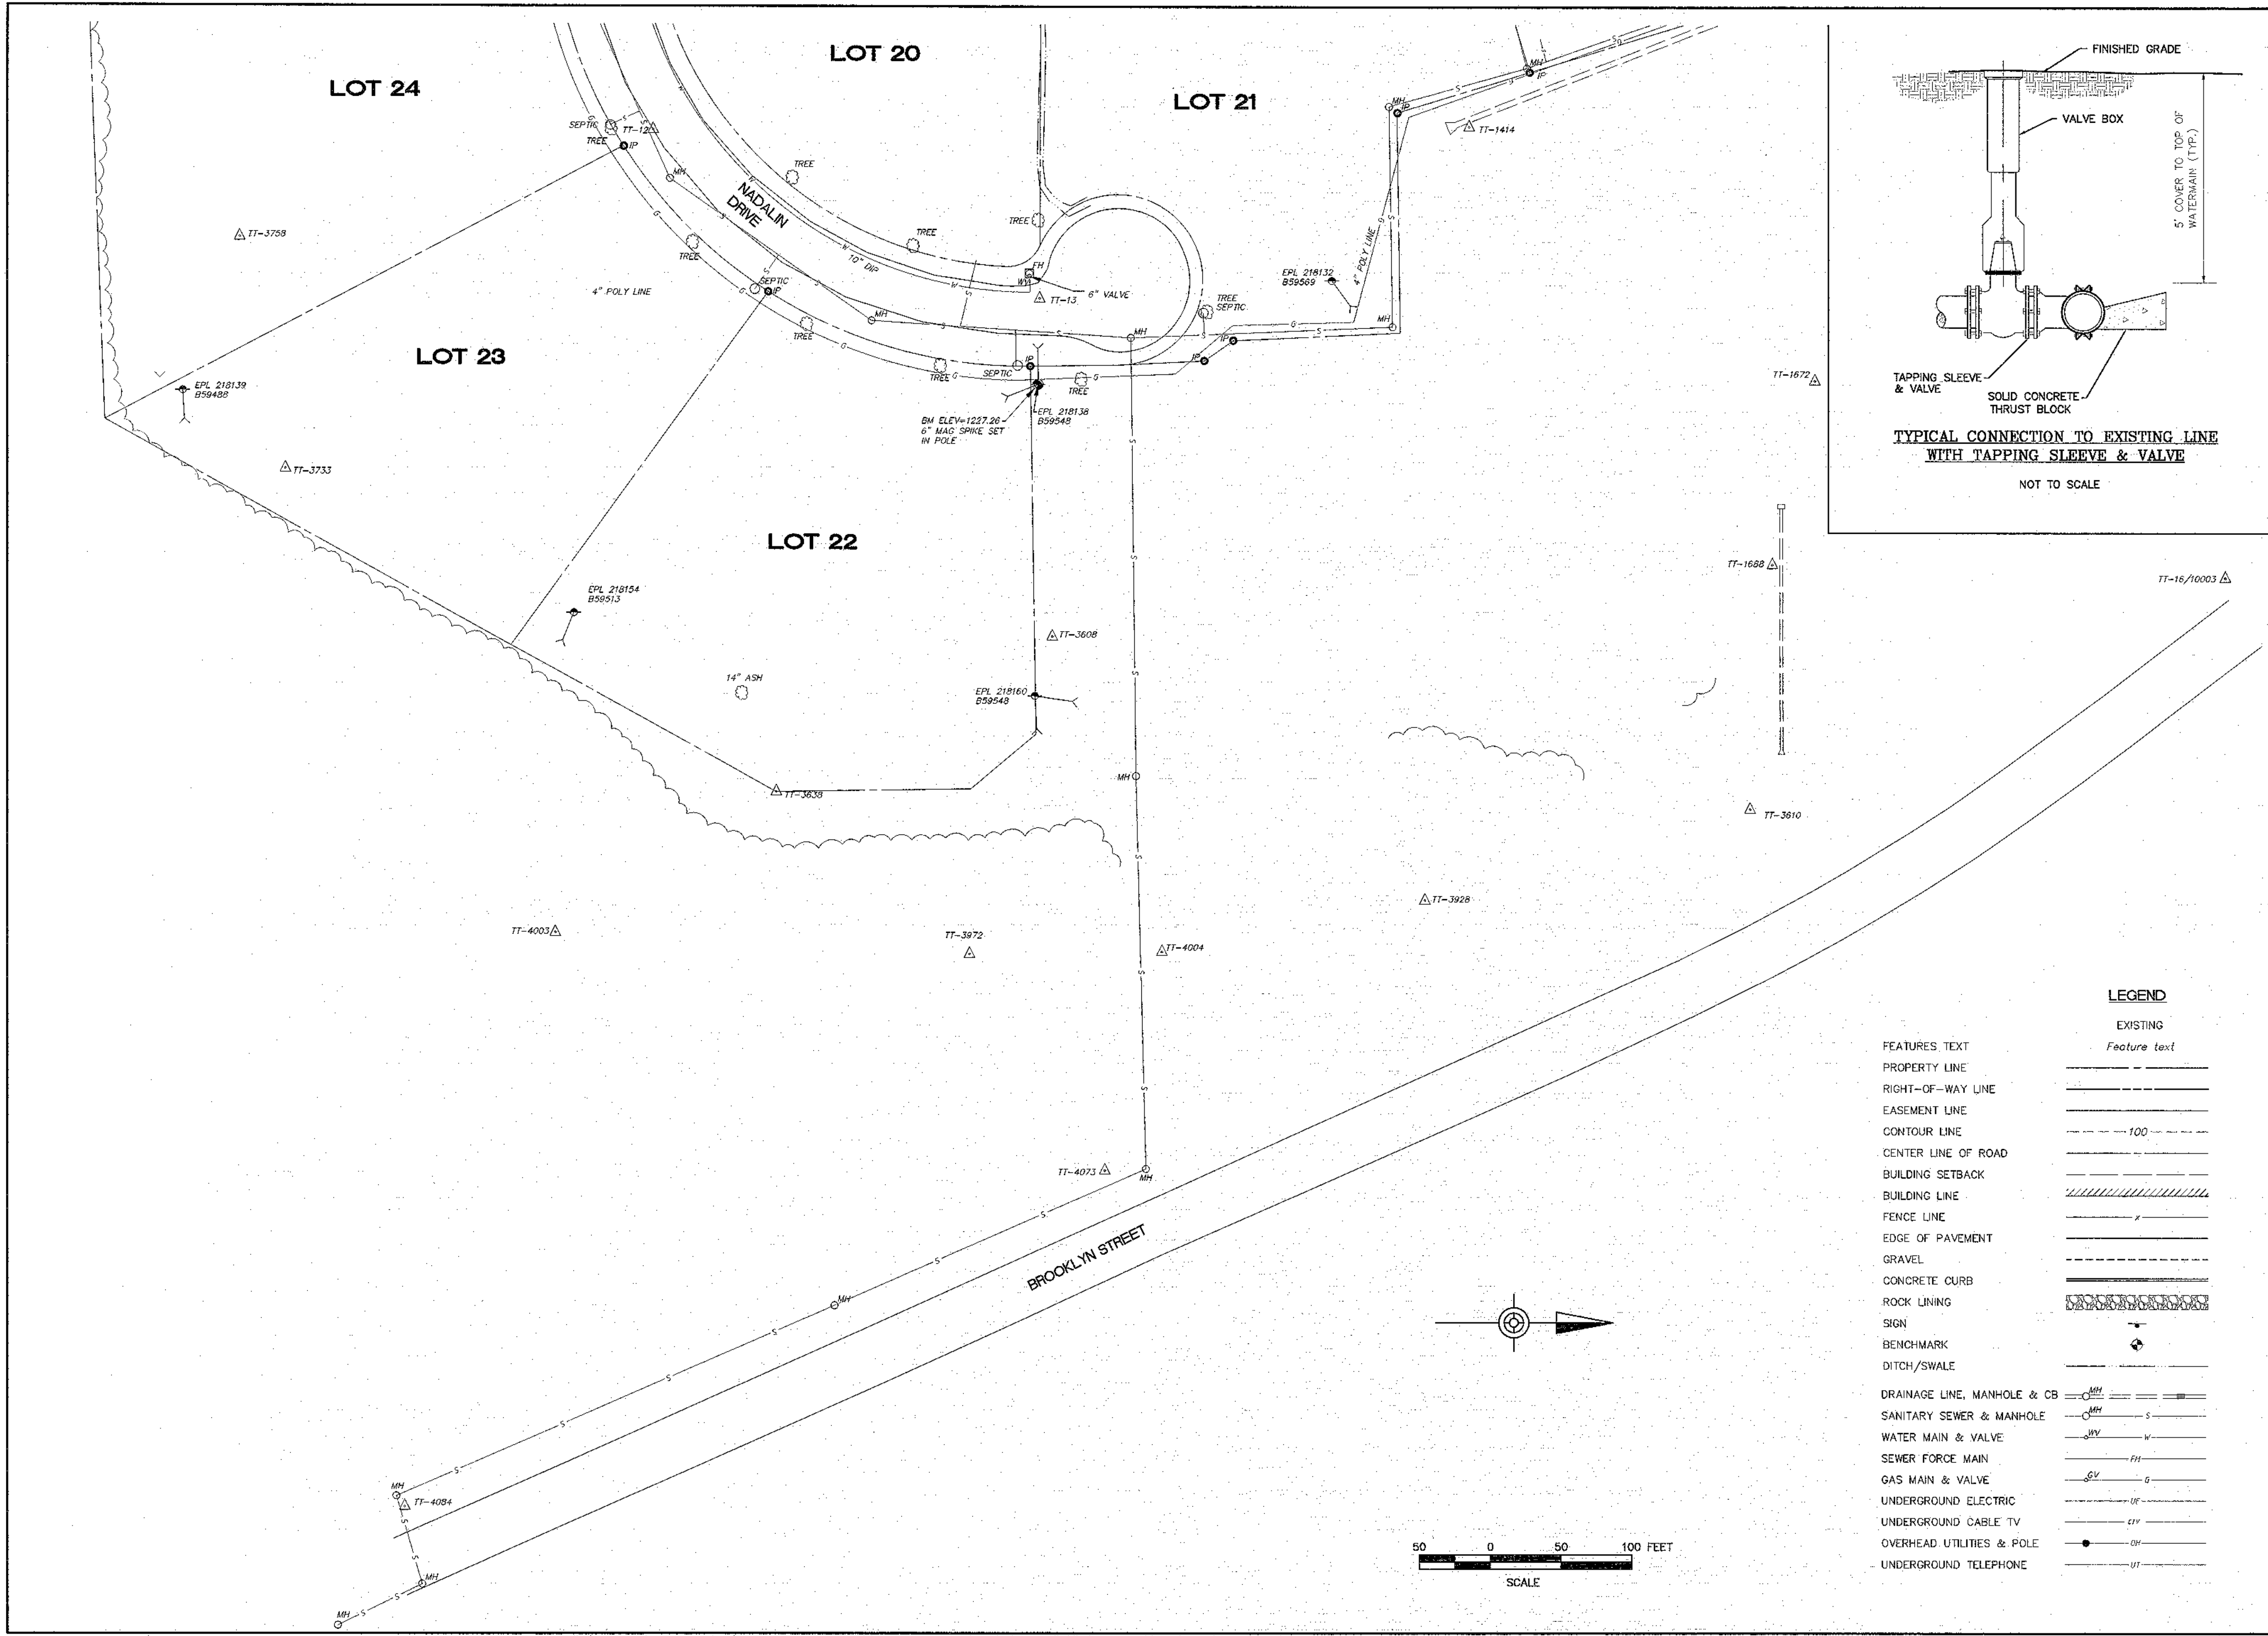 LOT 24
LOT 20
LOT 21
MH
IP
S
SD
MH
IP
TT-1414
SEPTIC
TREE
TT-12
IP
MH
TREE
NADALIN
DRIVE
G
W
TREE
TREE
TREE
10" DIP
FH
WV
6" VALVE
TT-13
4" POLY LINE
G
EPL 218132
B59569
TREE
SEPTIC
MH
TT-3758
4" POLY LINE
SEPTIC
IP
TREE
MH
MH
IP
IP
LOT 23
TREE
SEPTIC
IP
TREE
EPL 218139
B59488
BM ELEV=1227.26
6" MAG SPIKE SET
IN POLE
EPL 218138
B59548
TT-1672
TT-3733
LOT 22
EPL 218154
B59513
TT-3608
14" ASH
EPL 218160
B59548
MH
TT-3638
TT-1688
TT-16/10003
TT-3610
TT-3928
TT-4003
TT-3972
TT-4004
TT-4073
MH
BROOKLYN STREET
MH
MH
TT-4084
MH
MH
FINISHED GRADE
VALVE BOX
5' COVER TO TOP OF
WATERMAIN (TYP.)
TAPPING SLEEVE
& VALVE
SOLID CONCRETE
THRUST BLOCK
TYPICAL CONNECTION TO EXISTING LINE
WITH TAPPING SLEEVE & VALVE
NOT TO SCALE
LEGEND
EXISTING
FEATURES TEXT Feature text
PROPERTY LINE
RIGHT-OF-WAY LINE
EASEMENT LINE
CONTOUR LINE 100
CENTER LINE OF ROAD
BUILDING SETBACK
BUILDING LINE
FENCE LINE x
EDGE OF PAVEMENT
GRAVEL
CONCRETE CURB
ROCK LINING
SIGN
BENCHMARK
DITCH/SWALE
DRAINAGE LINE, MANHOLE & CB MH
SANITARY SEWER & MANHOLE MH S
WATER MAIN & VALVE WV W
SEWER FORCE MAIN FM
GAS MAIN & VALVE GV G
UNDERGROUND ELECTRIC UE
UNDERGROUND CABLE TV CTV
OVERHEAD UTILITIES & POLE OH
UNDERGROUND TELEPHONE UT
50 0 50 100 FEET
SCALE